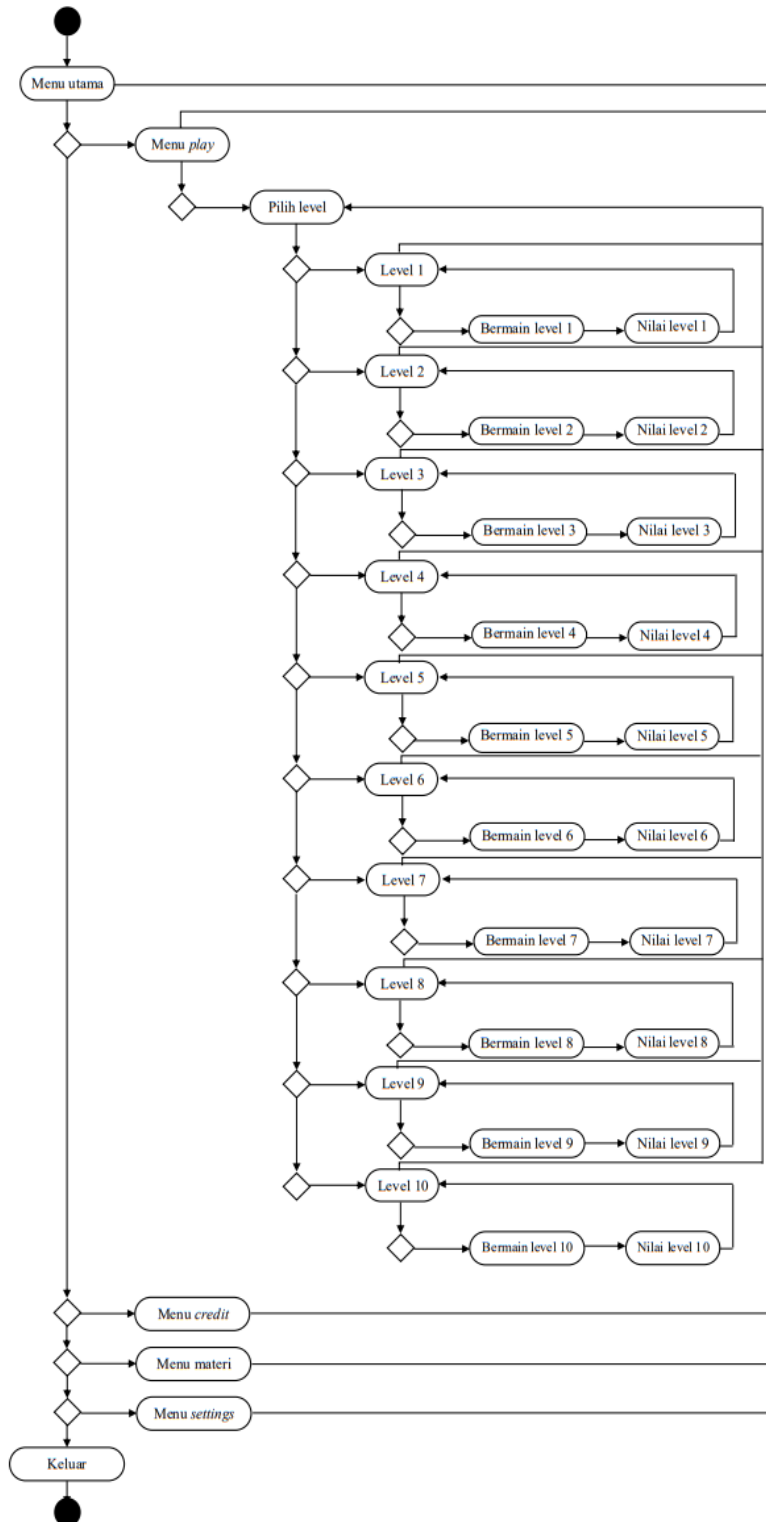 Menu utama
Menu play
Pilih level
Level 1
Bermain level 1
Nilai level 1
Level 2
Bermain level 2
Nilai level 2
Level 3
Bermain level 3
Nilai level 3
Level 4
Bermain level 4
Nilai level 4
Level 5
Bermain level 5
Nilai level 5
Level 6
Bermain level 6
Nilai level 6
Level 7
Bermain level 7
Nilai level 7
Level 8
Bermain level 8
Nilai level 8
Level 9
Bermain level 9
Nilai level 9
Level 10
Bermain level 10
Nilai level 10
Menu credit
Menu materi
Menu settings
Keluar